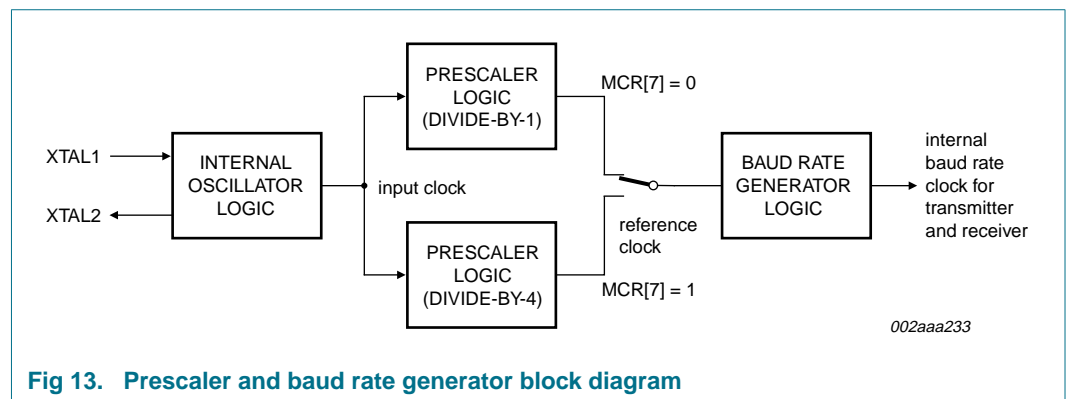 XTAL1
XTAL2
INTERNAL
OSCILLATOR
LOGIC
input clock
PRESCALER
LOGIC
(DIVIDE-BY-1)
MCR[7] = 0
PRESCALER
LOGIC
(DIVIDE-BY-4)
MCR[7] = 1
reference
clock
BAUD RATE
GENERATOR
LOGIC
internal
baud rate
clock for
transmitter
and receiver
002aaa233
Fig 13. Prescaler and baud rate generator block diagram